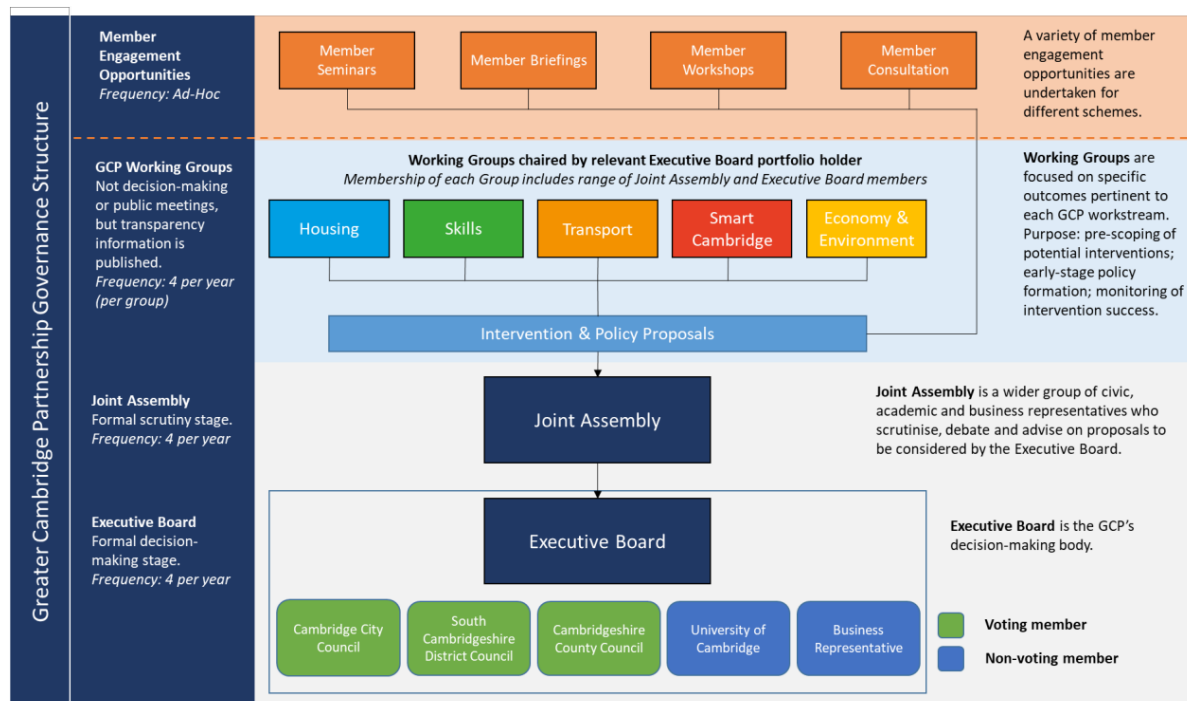 Greater Cambridge Partnership Governance Structure
Member
Engagement
Opportunities
Frequency: Ad-Hoc
Member
Seminars
Member Briefings
Member
Workshops
Member
Consultation
A variety of member
engagement
opportunities are
undertaken for
different schemes.
GCP Working Groups
Not decision-making
or public meetings,
but transparency
information is
published.
Frequency: 4 per year
(per group)
Working Groups chaired by relevant Executive Board portfolio holder
Membership of each Group includes range of Joint Assembly and Executive Board members
Housing
Skills
Transport
Smart
Cambridge
Economy &
Environment
Intervention & Policy Proposals
Working Groups are
focused on specific
outcomes pertinent to
each GCP workstream.
Purpose: pre-scoping of
potential interventions;
early-stage policy
formation; monitoring of
intervention success.
Joint Assembly
Formal scrutiny stage.
Frequency: 4 per year
Joint Assembly
Joint Assembly is a wider group of civic,
academic and business representatives who
scrutinise, debate and advise on proposals to
be considered by the Executive Board.
Executive Board
Formal decision-
making stage.
Frequency: 4 per year
Executive Board
Executive Board is the GCP's
decision-making body.
Cambridge City
Council
South
Cambridgeshire
District Council
Cambridgeshire
County Council
University of
Cambridge
Business
Representative
Voting member
Non-voting member